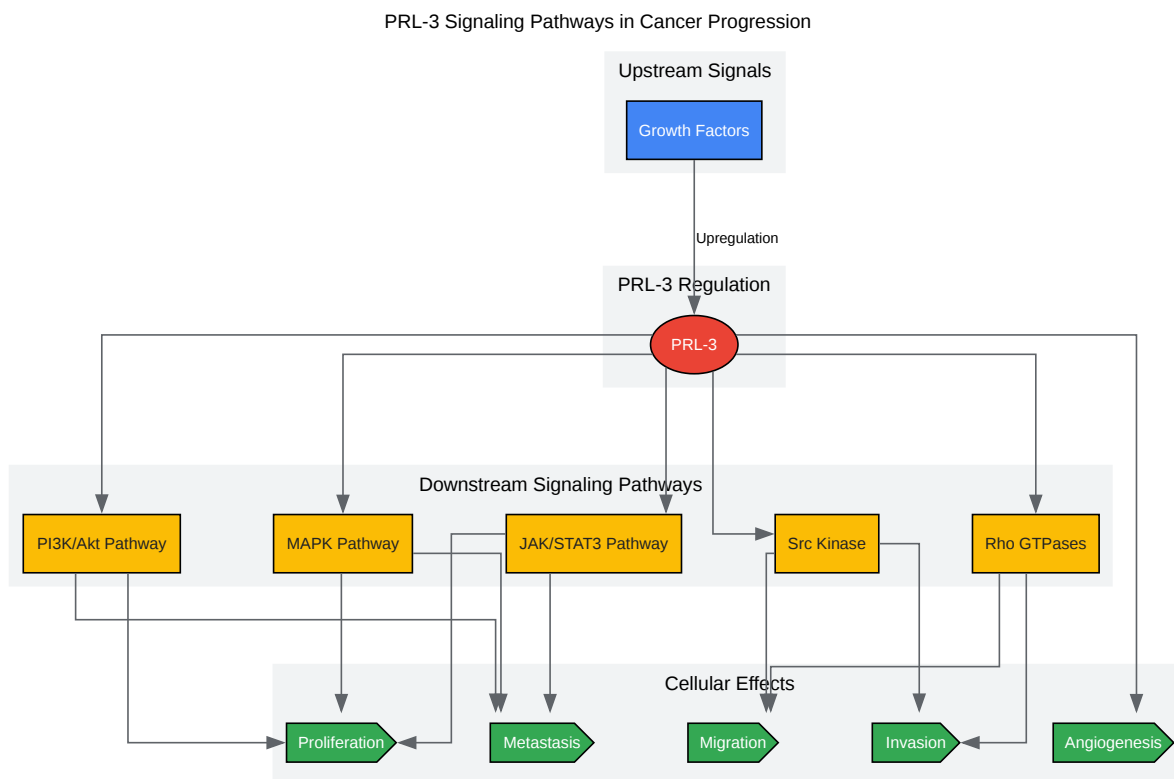 PRL-3 Signaling Pathways in Cancer Progression
Upstream Signals
Growth Factors
Upregulation
PRL-3 Regulation
PRL-3
Downstream Signaling Pathways
PI3K/Akt Pathway
MAPK Pathway
JAK/STAT3 Pathway
Src Kinase
Rho GTPases
Cellular Effects
Proliferation
Metastasis
Migration
Invasion
Angiogenesis